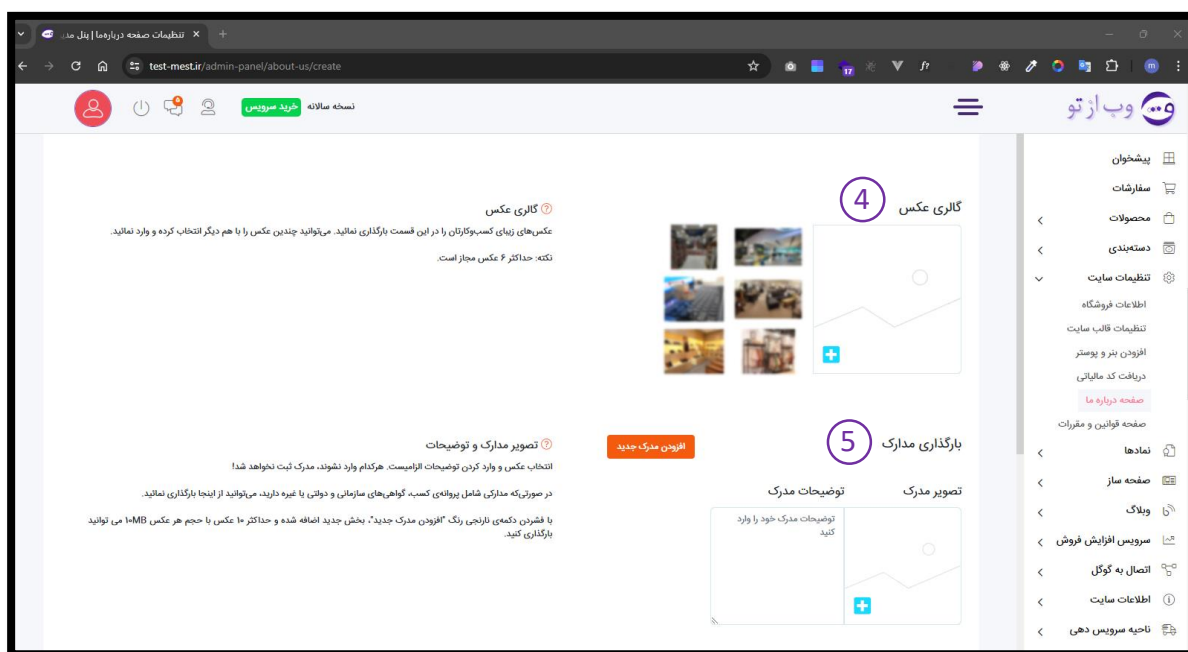 تنظیمات صفحه درباره‌ما | پنل مدی
test-mest.ir/admin-panel/about-us/create
17
f?
m
وب از تو
نسخه سالانه
خرید سرویس
پیشخوان
سفارشات
محصولات
دسته‌بندی
تنظیمات سایت
اطلاعات فروشگاه
تنظیمات قالب سایت
افزودن بنر و پوستر
دریافت کد مالیاتی
صفحه درباره ما
صفحه قوانین و مقررات
نمادها
صفحه ساز
وبلاگ
سرویس افزایش فروش
اتصال به گوگل
اطلاعات سایت
ناحیه سرویس دهی
گالری عکس
4
گالری عکس
عکس‌های زیبای کسب‌وکارتان را در این قسمت بارگذاری نمائید. می‌توانید چندین عکس را با هم دیگر انتخاب کرده و وارد نمائید.
نکته: حداکثر ۶ عکس مجاز است.
بارگذاری مدارک
5
افزودن مدرک جدید
تصویر مدرک
توضیحات مدرک
توضیحات مدرک خود را وارد
کنید
تصویر مدارک و توضیحات
انتخاب عکس و وارد کردن توضیحات الزامیست. هرکدام وارد نشوند، مدرک ثبت نخواهد شد!
در صورتی‌که مدارکی شامل پروانه‌ی کسب، گواهی‌های سازمانی و دولتی یا غیره دارید، می‌توانید از اینجا بارگذاری نمائید.
با فشردن دکمه‌ی نارنجی رنگ "افزودن مدرک جدید"، بخش جدید اضافه شده و حداکثر ۱۰ عکس با حجم هر عکس ۱۰MB می توانید
بارگذاری کنید.